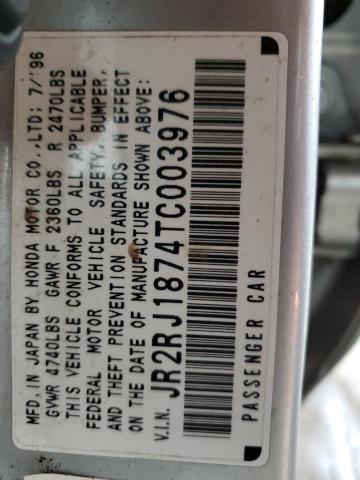 MFD. IN JAPAN BY HONDA MOTOR CO.,LTD; 7/'96
GVWR 4740LBS GAWR F 2360LBS R 2470LBS
THIS VEHICLE CONFORMS TO ALL APPLICABLE
FEDERAL MOTOR VEHICLE SAFETY, BUMPER,
AND THEFT PREVENTION STANDARDS IN EFFECT
ON THE DATE OF MANUFACTURE SHOWN ABOVE:
V.I.N. JR2RJ1874TC003976
PASSENGER CAR